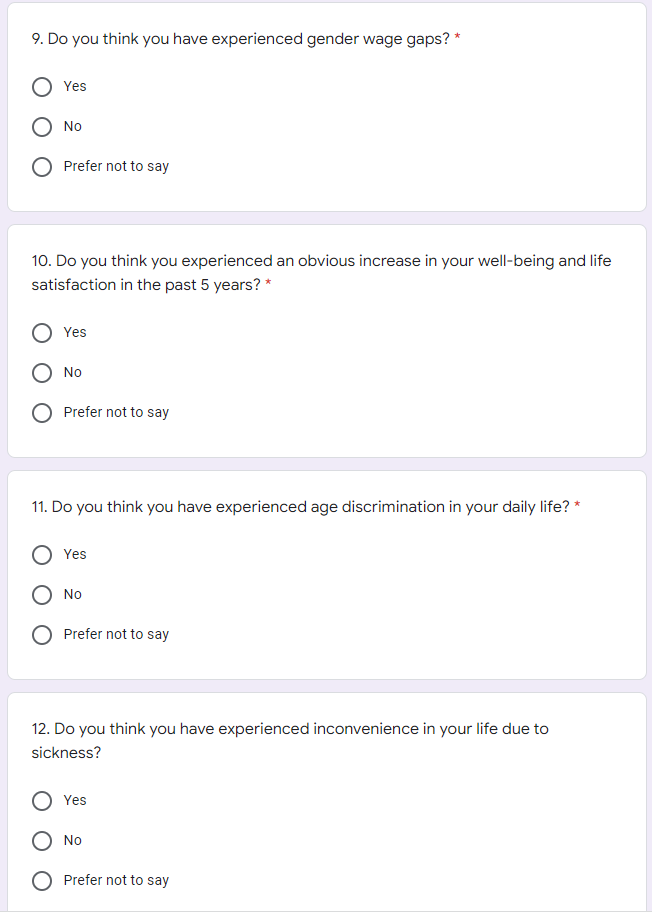 9. Do you think you have experienced gender wage gaps? *
Yes
No
Prefer not to say
10. Do you think you experienced an obvious increase in your well-being and life
satisfaction in the past 5 years? *
Yes
No
Prefer not to say
11. Do you think you have experienced age discrimination in your daily life? *
Yes
No
Prefer not to say
12. Do you think you have experienced inconvenience in your life due to
sickness?
Yes
No
Prefer not to say